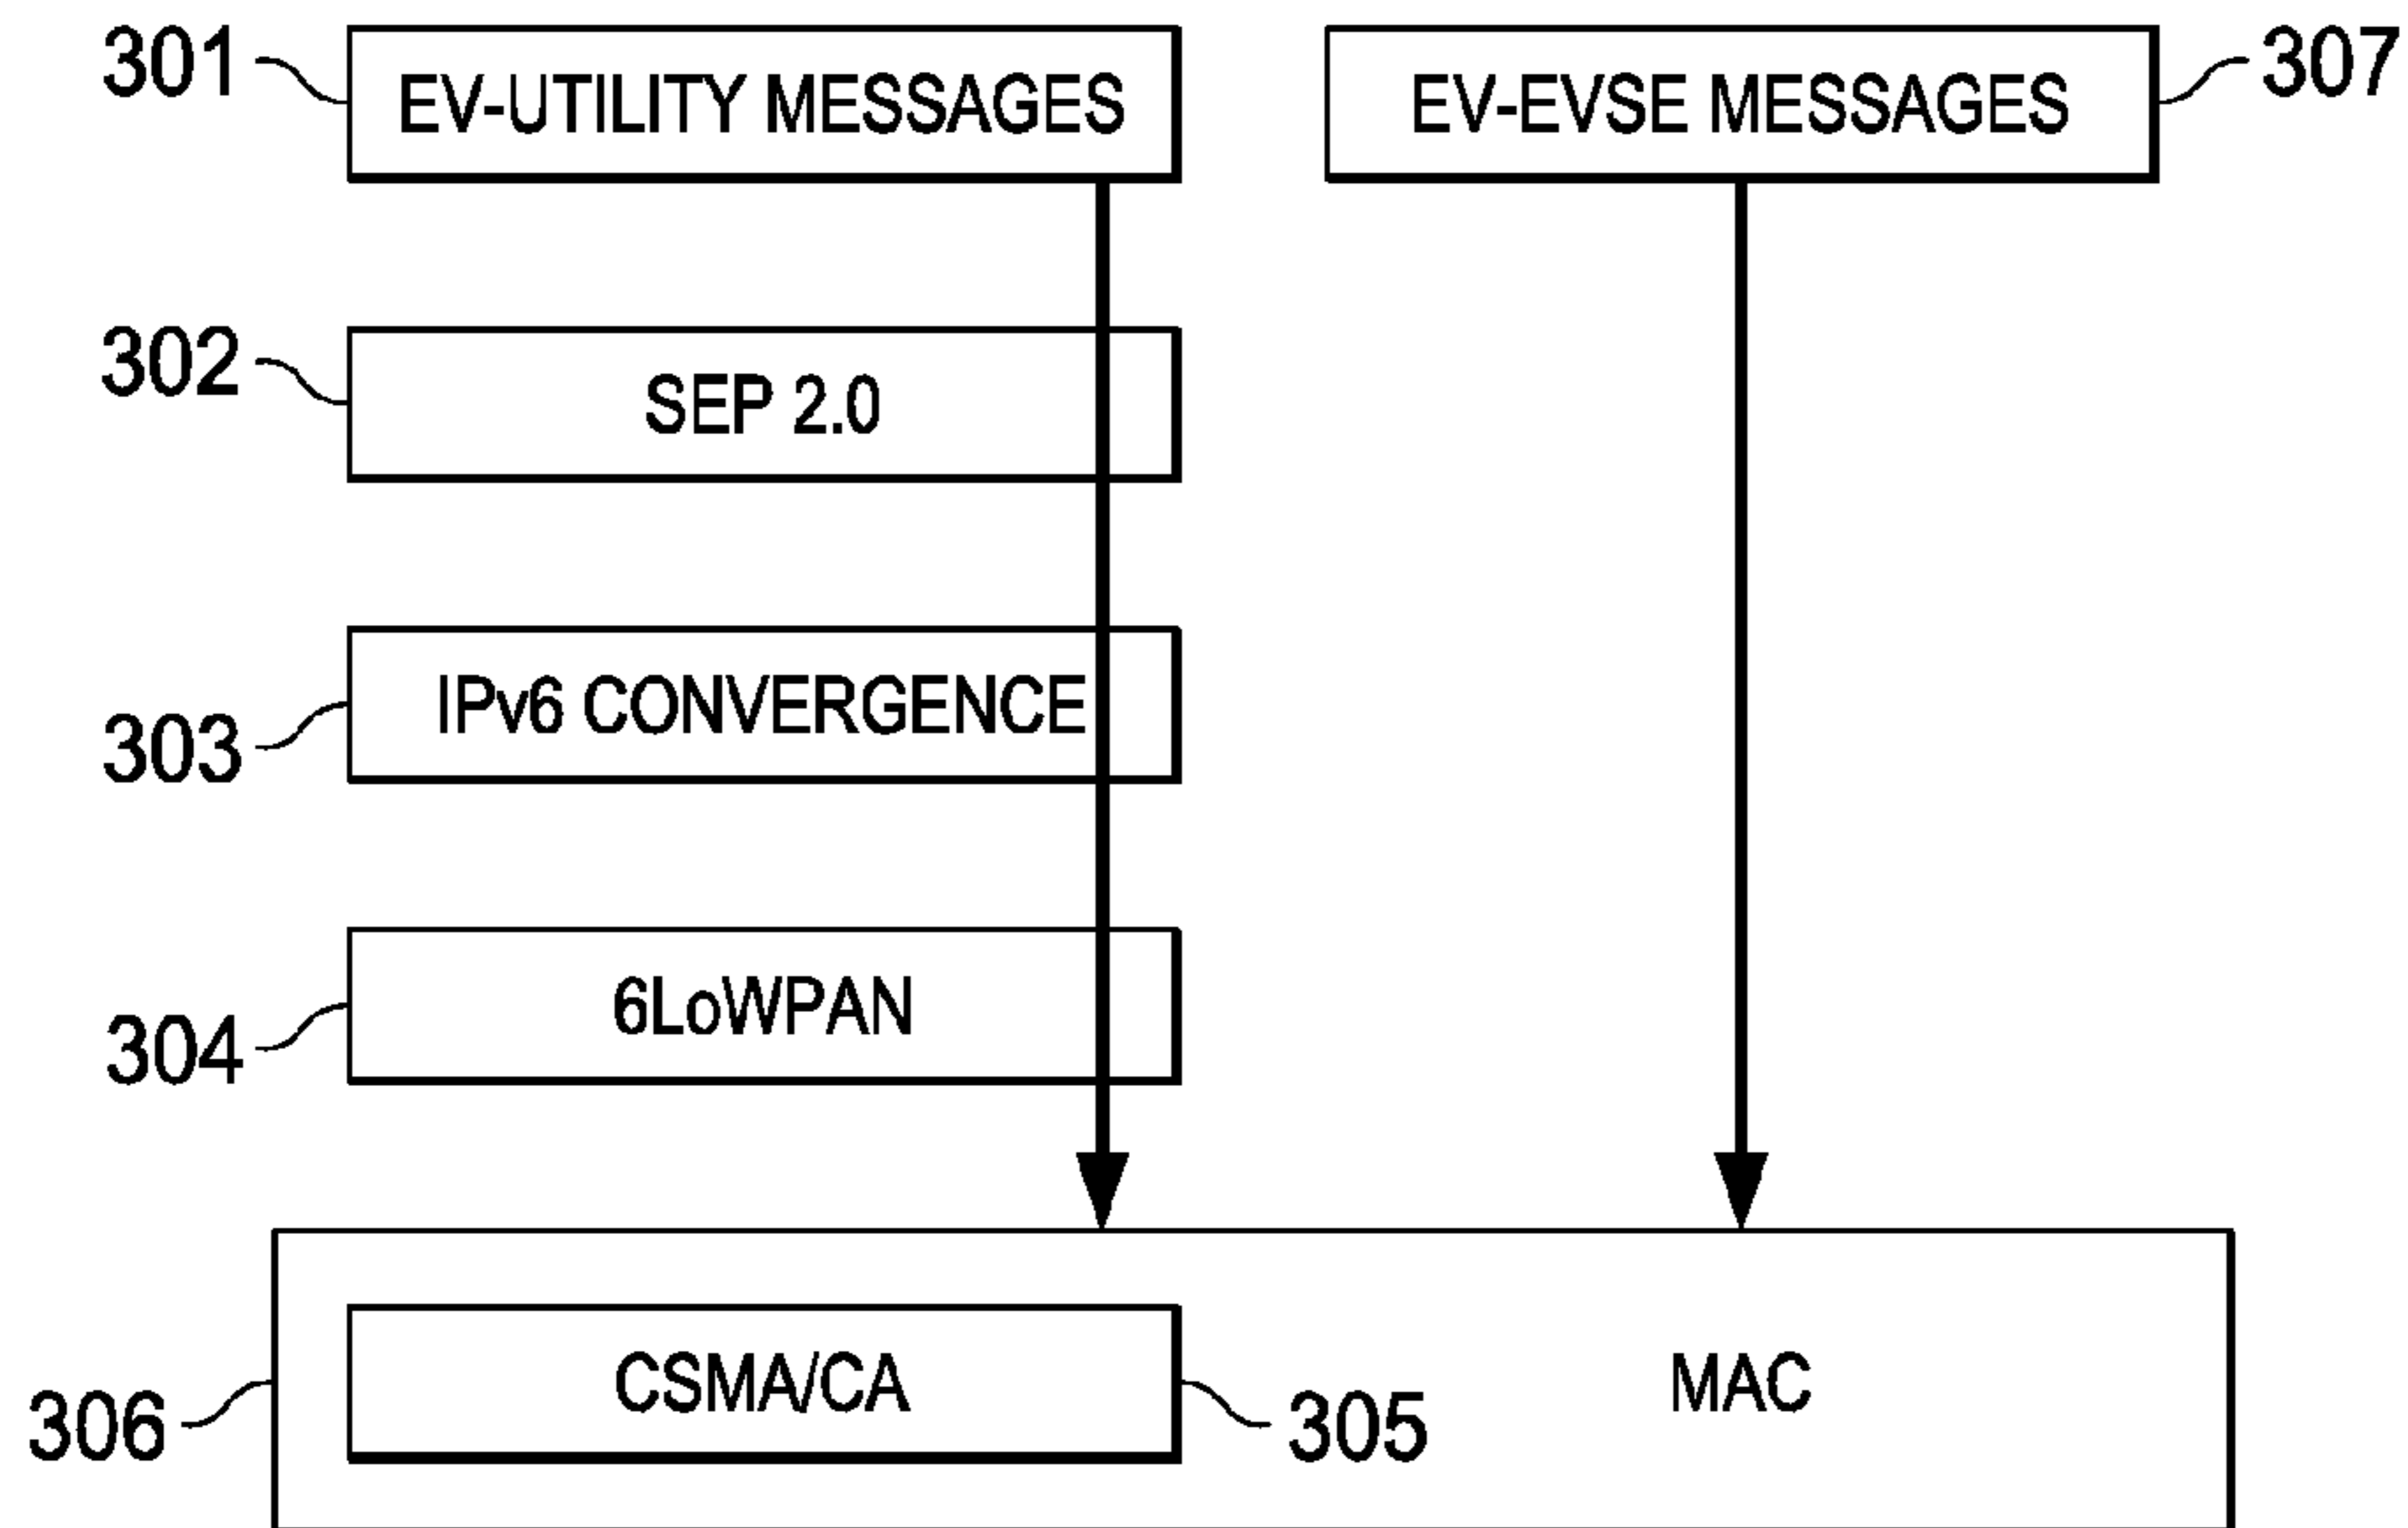 301 EV-UTILITY MESSAGES EV-EVSE MESSAGES 307
302 SEP 2.0
303 IPv6 CONVERGENCE
304 6LoWPAN
306 CSMA/CA 305 MAC